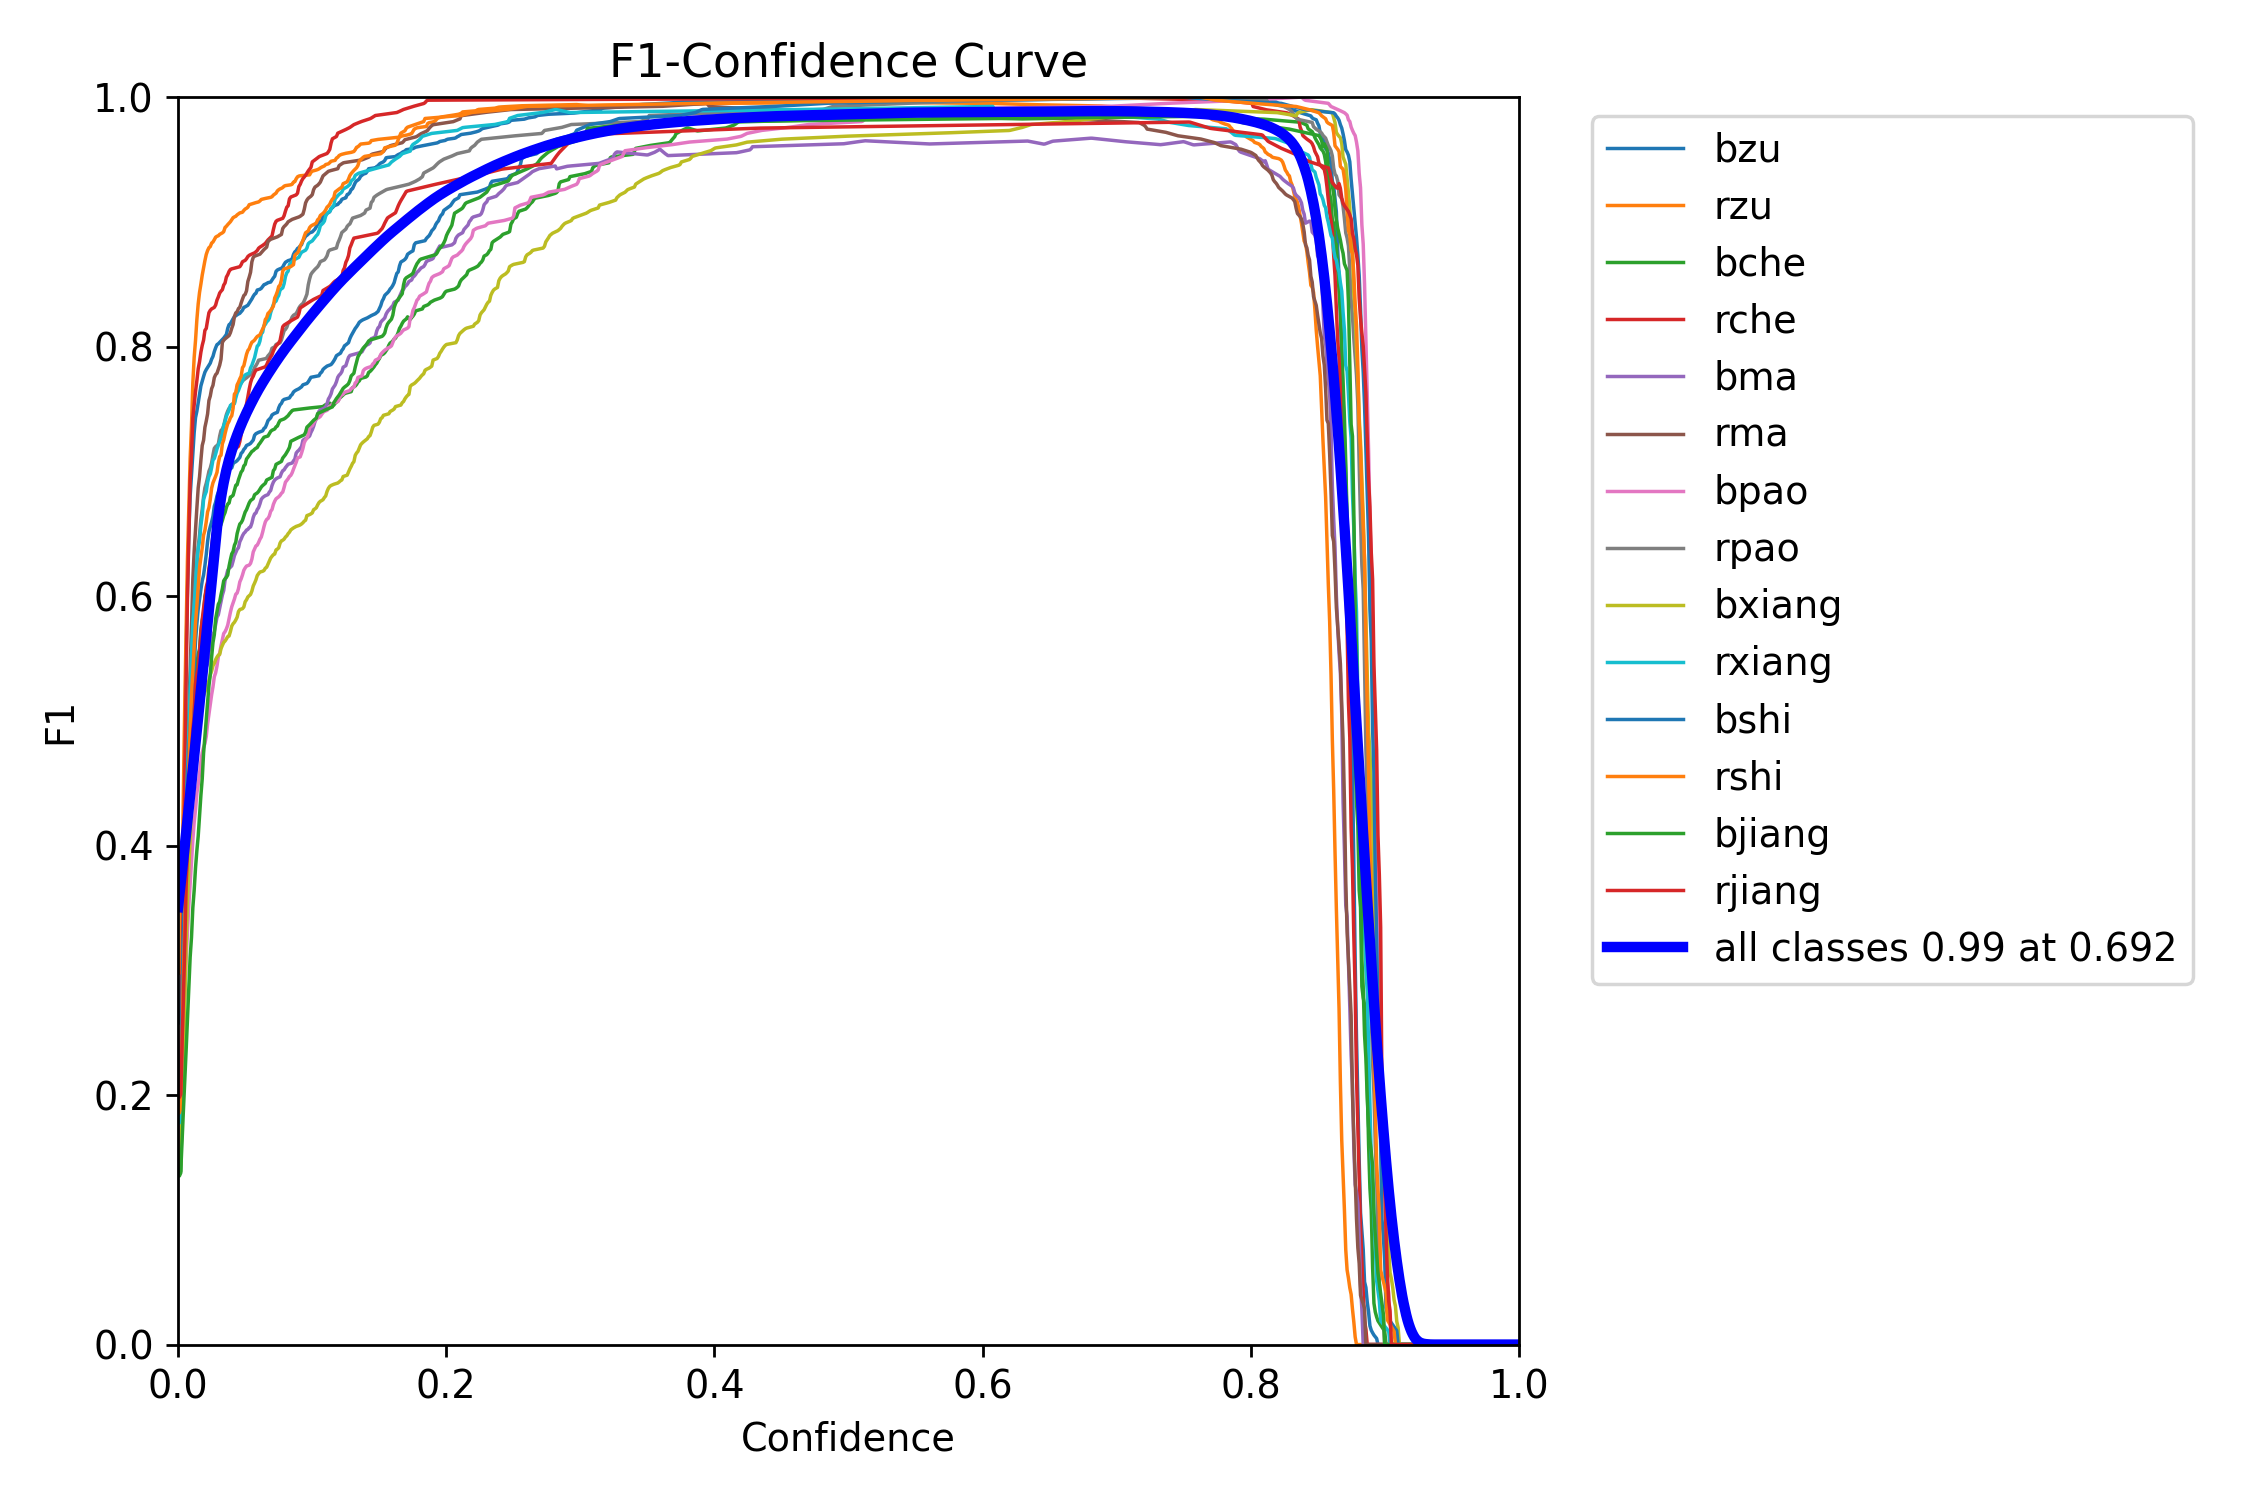 F1-Confidence Curve
1.0
0.8
0.6
0.4
0.2
0.0
F1
0.0 0.2 0.4 0.6 0.8 1.0
Confidence
bzu
rzu
bche
rche
bma
rma
bpao
rpao
bxiang
rxiang
bshi
rshi
bjiang
rjiang
all classes 0.99 at 0.692